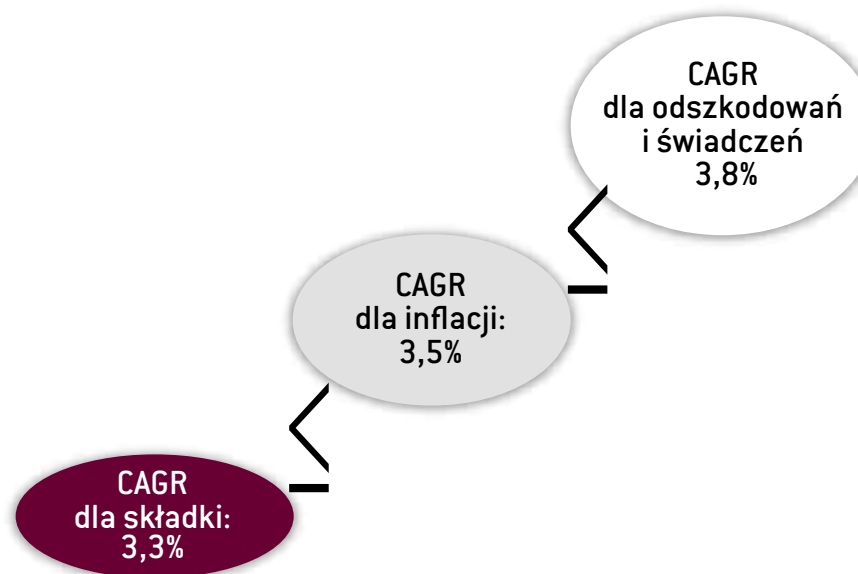 CAGR
dla odszkodowań
i świadczeń
3,8%
CAGR
dla inflacji:
3,5%
CAGR
dla składki:
3,3%